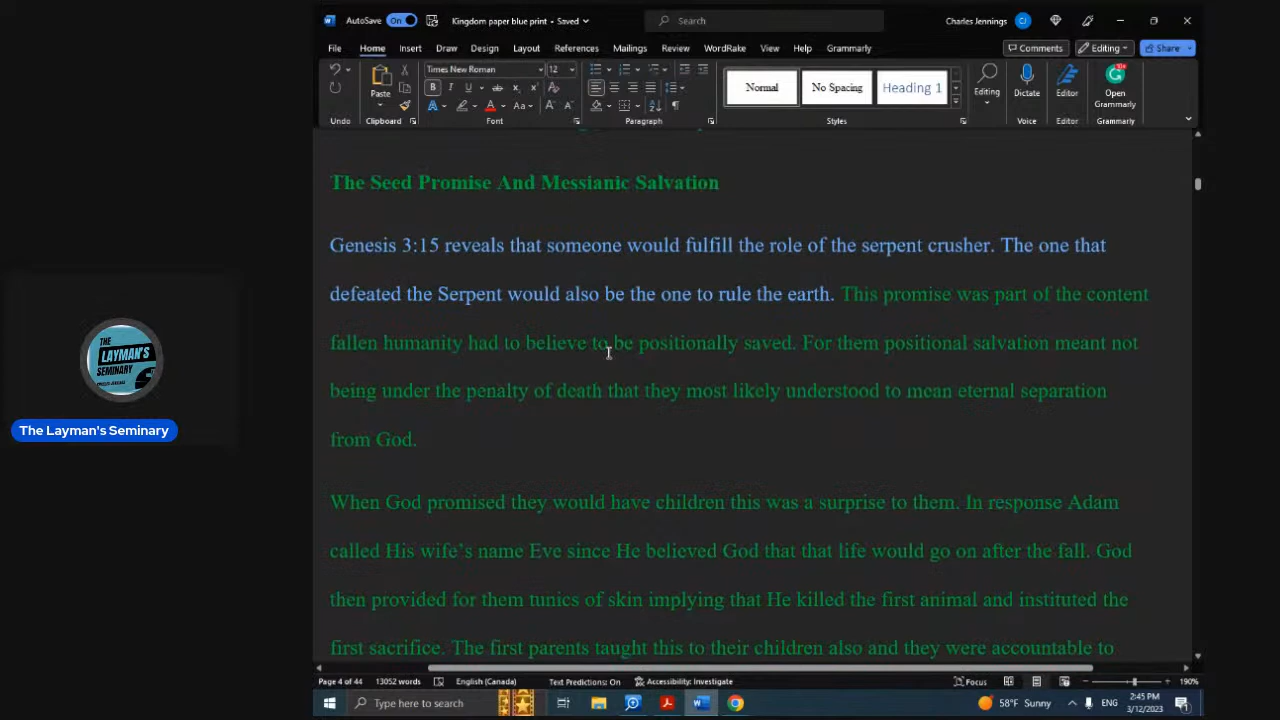 AutoSave
On
Kingdom paper blue print - Saved
Search
Charles Jennings
CJ
File Home Insert Draw Design Layout References Mailings Review WordRake View Help Grammarly
Comments
Editing
Share
Paste
Times New Roman
12
Normal
No Spacing
Heading 1
Editing
Dictate
Editor
Open Grammarly
Undo
Clipboard
Font
Paragraph
Styles
Voice
Editor
Grammarly
The Seed Promise And Messianic Salvation
Genesis 3:15 reveals that someone would fulfill the role of the serpent crusher. The one that
defeated the Serpent would also be the one to rule the earth. This promise was part of the content
fallen humanity had to believe to be positionally saved. For them positional salvation meant not
being under the penalty of death that they most likely understood to mean eternal separation
from God.
When God promised they would have children this was a surprise to them. In response Adam
called His wife’s name Eve since He believed God that that life would go on after the fall. God
then provided for them tunics of skin implying that He killed the first animal and instituted the
first sacrifice. The first parents taught this to their children also and they were accountable to
THE
LAYMAN'S
SEMINARY
The Layman's Seminary
Page 4 of 44
13052 words
English (Canada)
Text Predictions: On
Accessibility: Investigate
Focus
190%
Type here to search
58°F Sunny
ENG
2:45 PM
3/12/2023